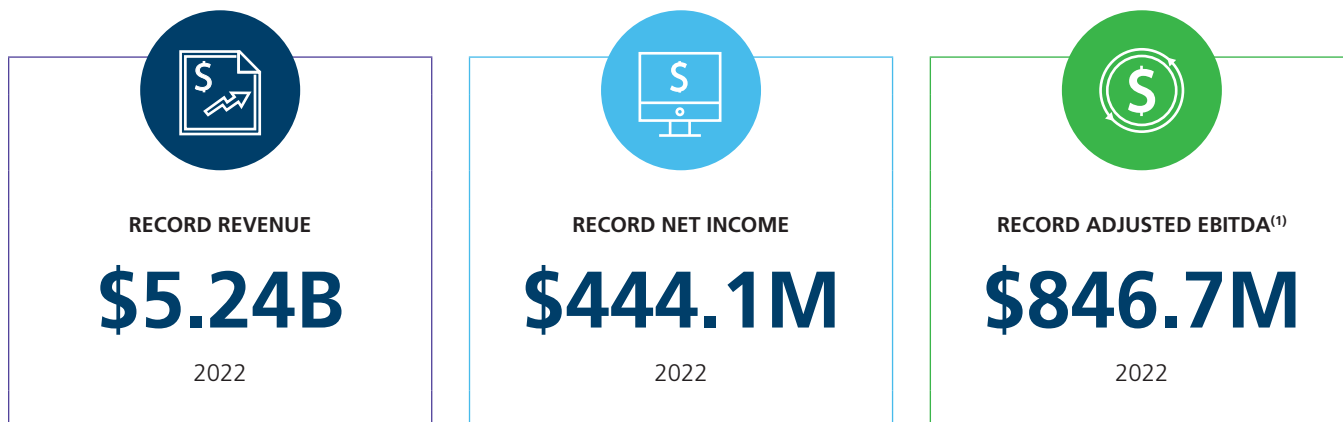 $
RECORD REVENUE
$5.24B
2022
$
RECORD NET INCOME
$444.1M
2022
$
RECORD ADJUSTED EBITDA(1)
$846.7M
2022